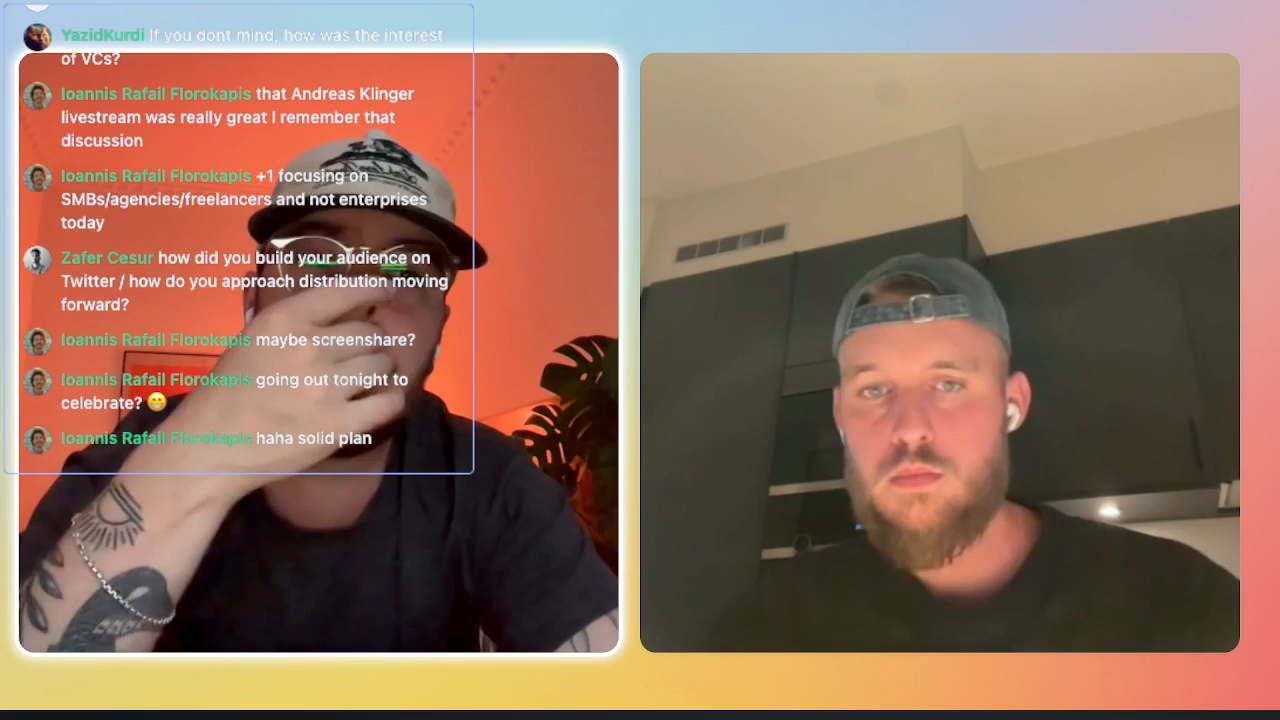 YazidKurdi If you dont mind, how was the interest
of VCs?
Ioannis Rafail Florokapis that Andreas Klinger
livestream was really great I remember that
discussion
Ioannis Rafail Florokapis +1 focusing on
SMBs/agencies/freelancers and not enterprises
today
Zafer Cesur how did you build your audience on
Twitter / how do you approach distribution moving
forward?
Ioannis Rafail Florokapis maybe screenshare?
Ioannis Rafail Florokapis going out tonight to
celebrate? 😁
Ioannis Rafail Florokapis haha solid plan